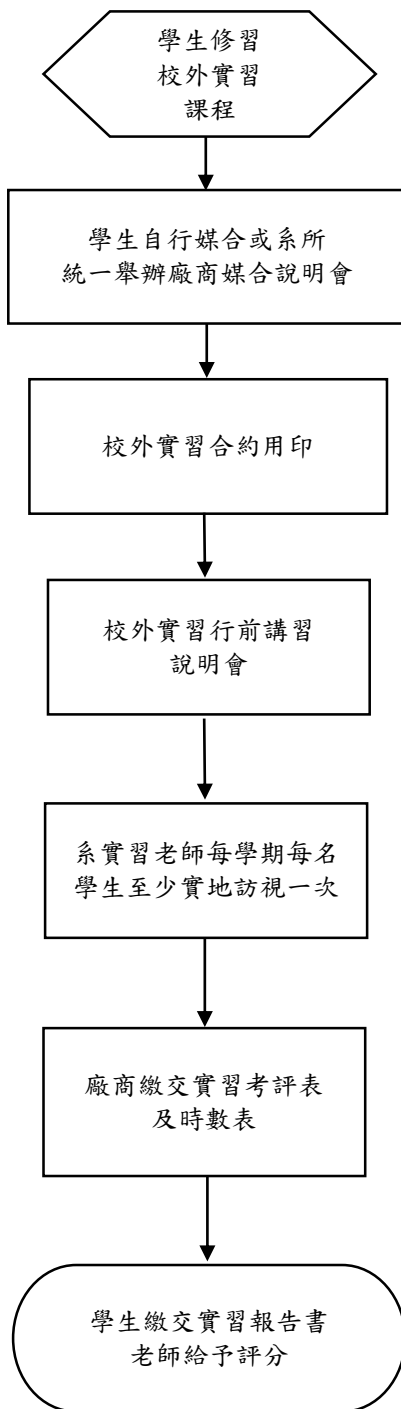 學生修習
校外實習
課程
學生自行媒合或系所
統一舉辦廠商媒合說明會
校外實習合約用印
校外實習行前講習
說明會
系實習老師每學期每名
學生至少實地訪視一次
廠商繳交實習考評表
及時數表
學生繳交實習報告書
老師給予評分